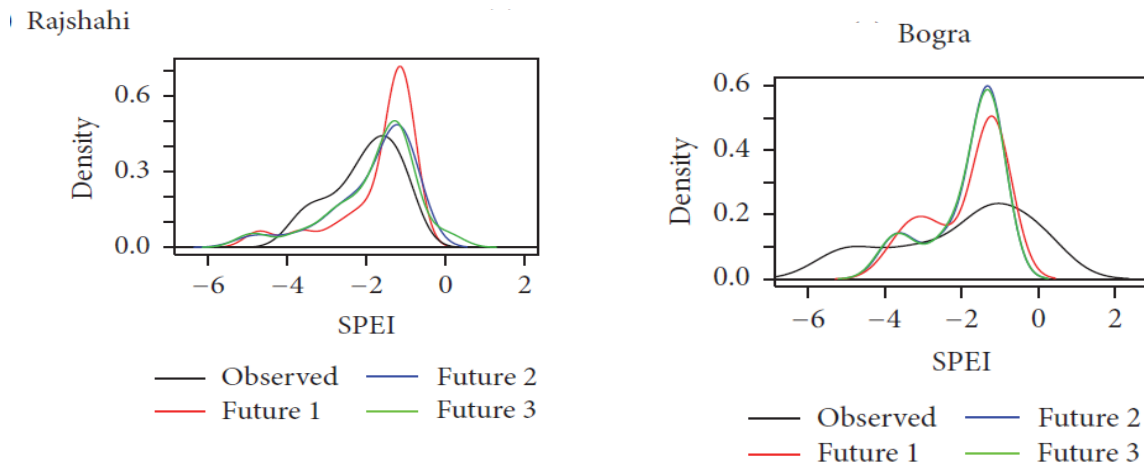 ) Rajshahi
Density
0.6
0.3
0.0
−6 −4 −2 0 2
SPEI
Observed
Future 1
Future 2
Future 3
Bogra
Density
0.6
0.4
0.2
0.0
−6 −4 −2 0 2
SPEI
Observed
Future 1
Future 2
Future 3